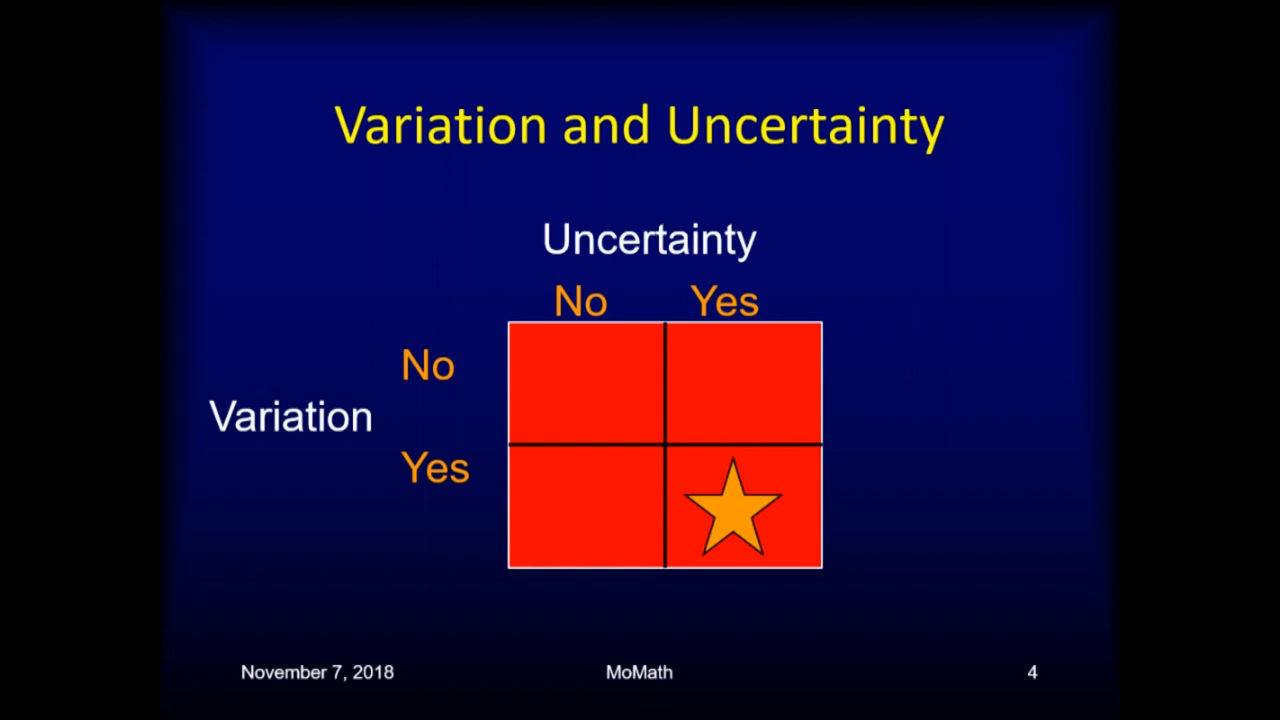 Variation and Uncertainty
Uncertainty
No Yes
No
Variation
Yes
November 7, 2018 MoMath 4